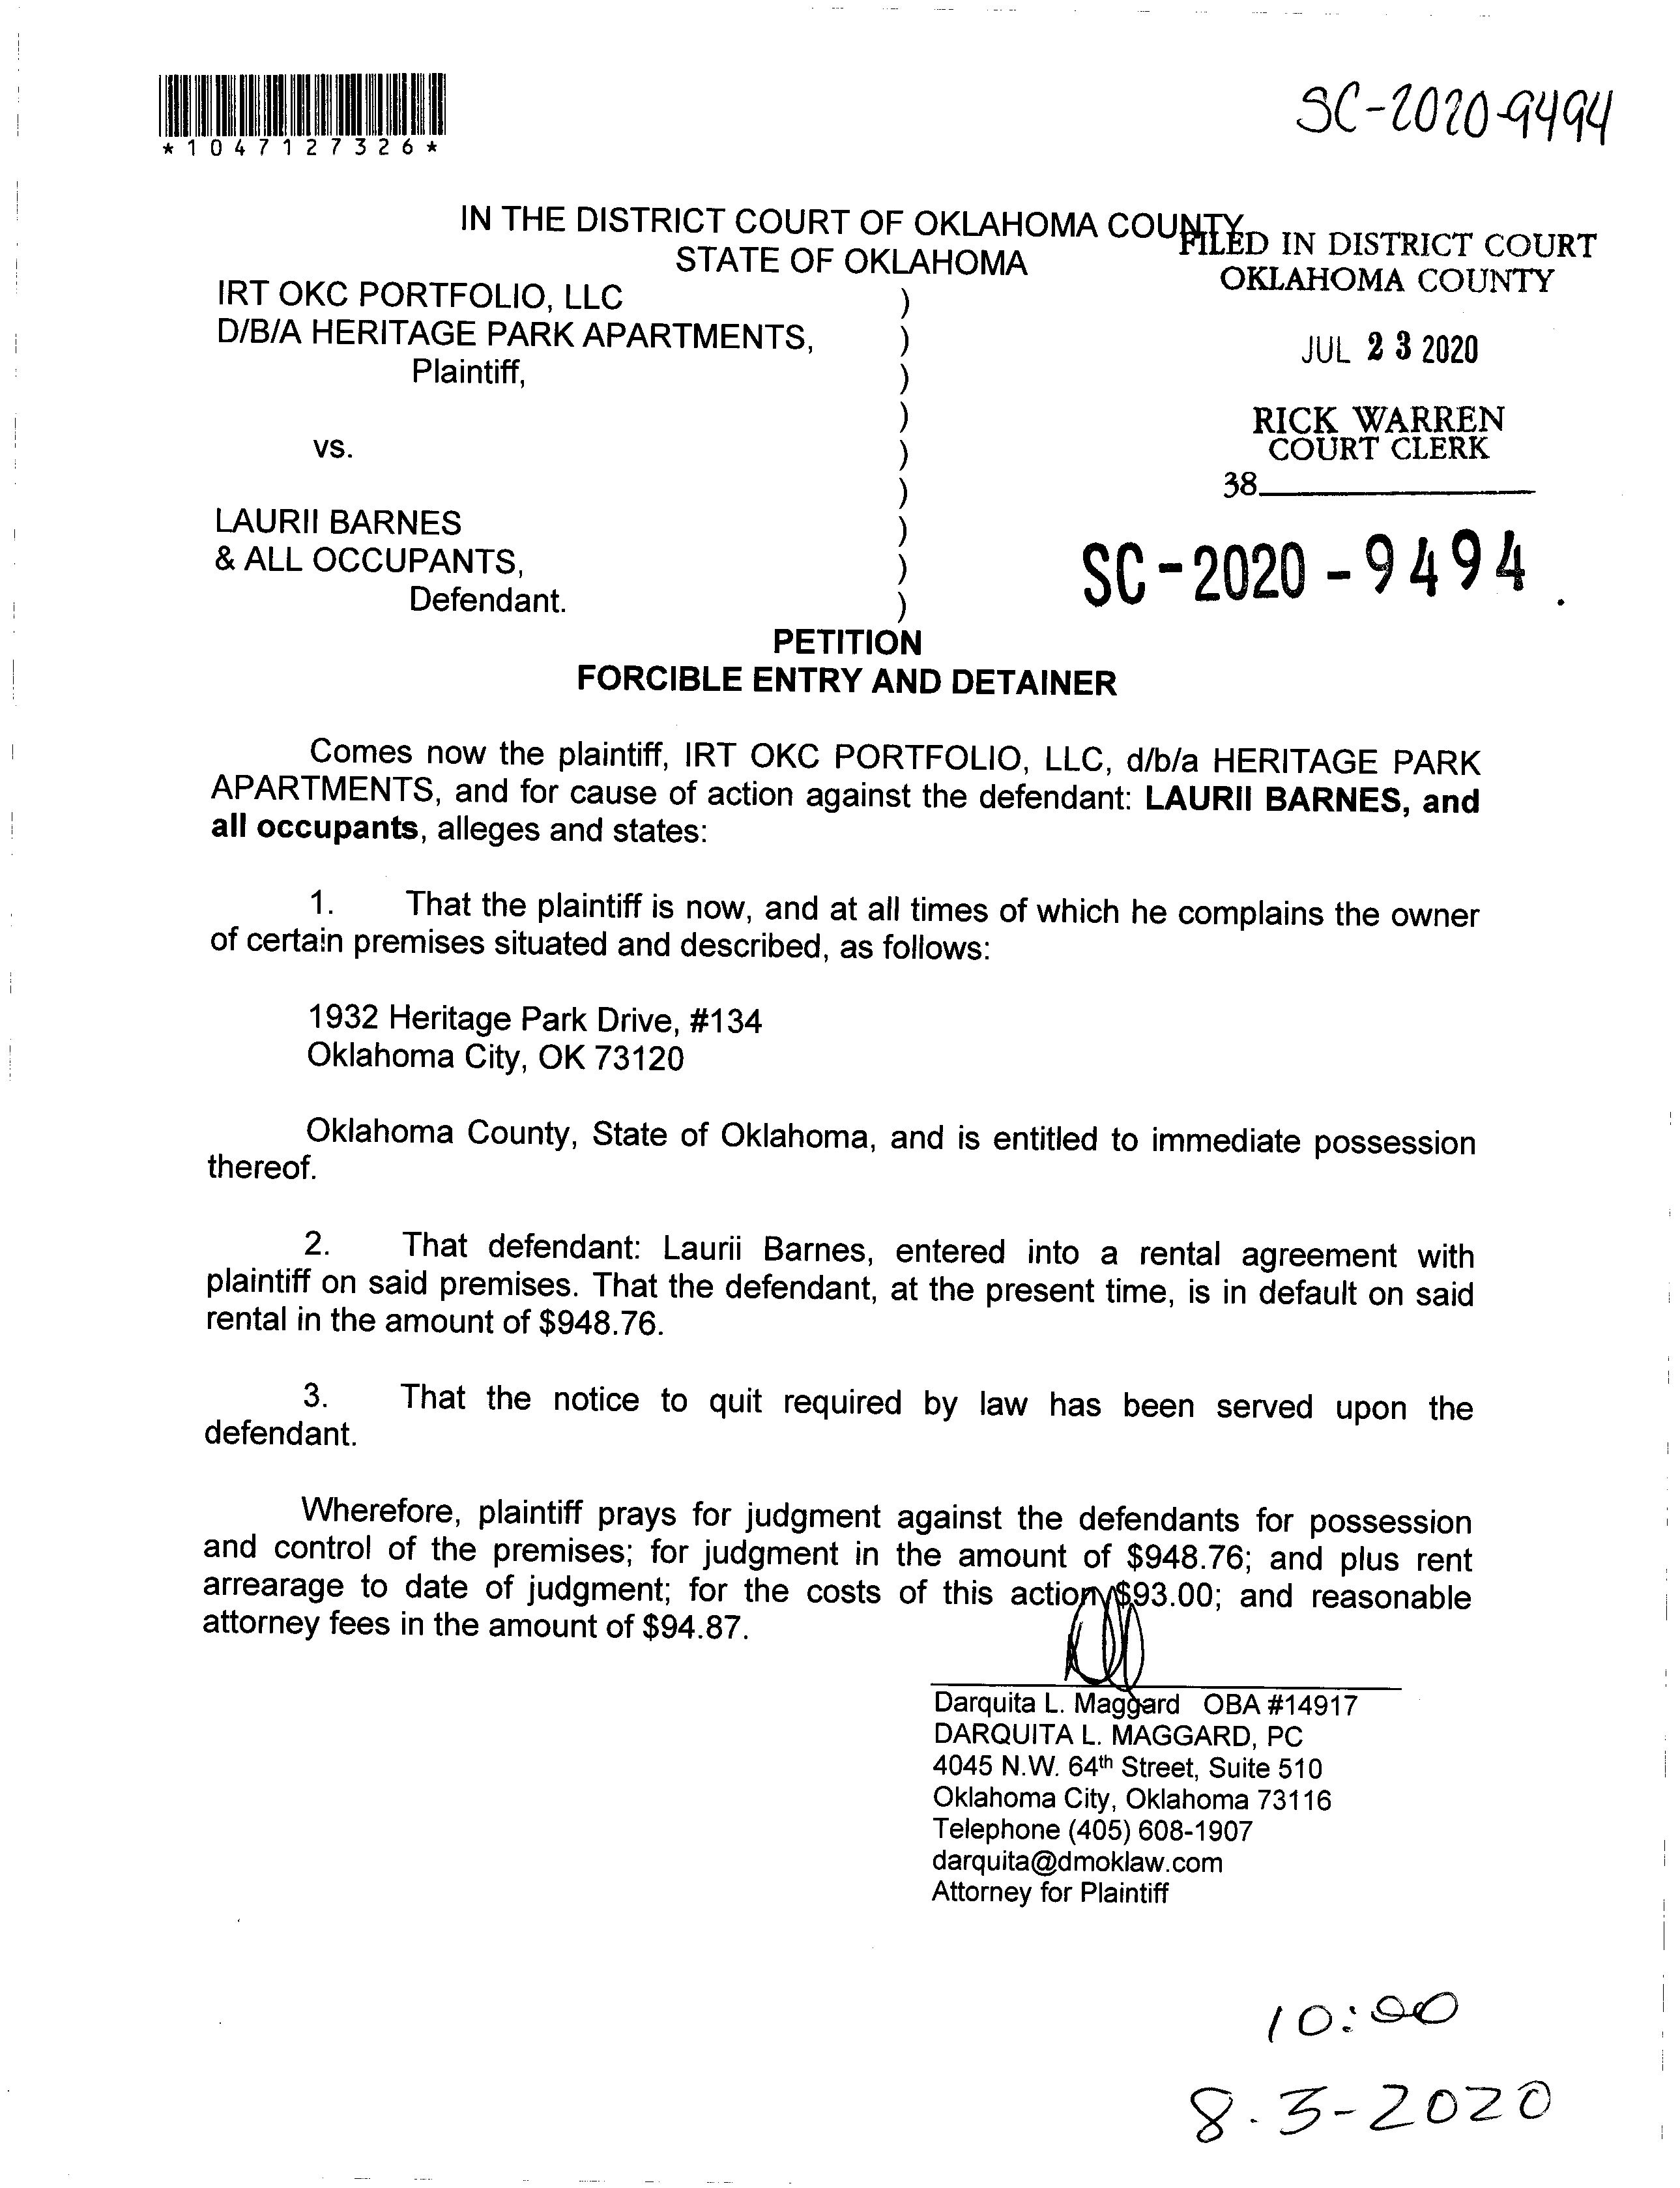 SC-2020-9494
*1047127326*
IN THE DISTRICT COURT OF OKLAHOMA COUNTY
STATE OF OKLAHOMA
FILED IN DISTRICT COURT
OKLAHOMA COUNTY
JUL 23 2020
RICK WARREN
COURT CLERK
38
IRT OKC PORTFOLIO, LLC )
D/B/A HERITAGE PARK APARTMENTS, )
Plaintiff, )
)
vs. )
)
LAURII BARNES )
& ALL OCCUPANTS, )
Defendant. )
SC-2020-9494.
PETITION
FORCIBLE ENTRY AND DETAINER
Comes now the plaintiff, IRT OKC PORTFOLIO, LLC, d/b/a HERITAGE PARK
APARTMENTS, and for cause of action against the defendant: LAURII BARNES, and
all occupants, alleges and states:
1. That the plaintiff is now, and at all times of which he complains the owner
of certain premises situated and described, as follows:
1932 Heritage Park Drive, #134
Oklahoma City, OK 73120
Oklahoma County, State of Oklahoma, and is entitled to immediate possession
thereof.
2. That defendant: Laurii Barnes, entered into a rental agreement with
plaintiff on said premises. That the defendant, at the present time, is in default on said
rental in the amount of $948.76.
3. That the notice to quit required by law has been served upon the
defendant.
Wherefore, plaintiff prays for judgment against the defendants for possession
and control of the premises; for judgment in the amount of $948.76; and plus rent
arrearage to date of judgment; for the costs of this action $93.00; and reasonable
attorney fees in the amount of $94.87.
Darquita L. Maggard OBA #14917
DARQUITA L. MAGGARD, PC
4045 N.W. 64th Street, Suite 510
Oklahoma City, Oklahoma 73116
Telephone (405) 608-1907
darquita@dmoklaw.com
Attorney for Plaintiff
10:00
8.3-2020